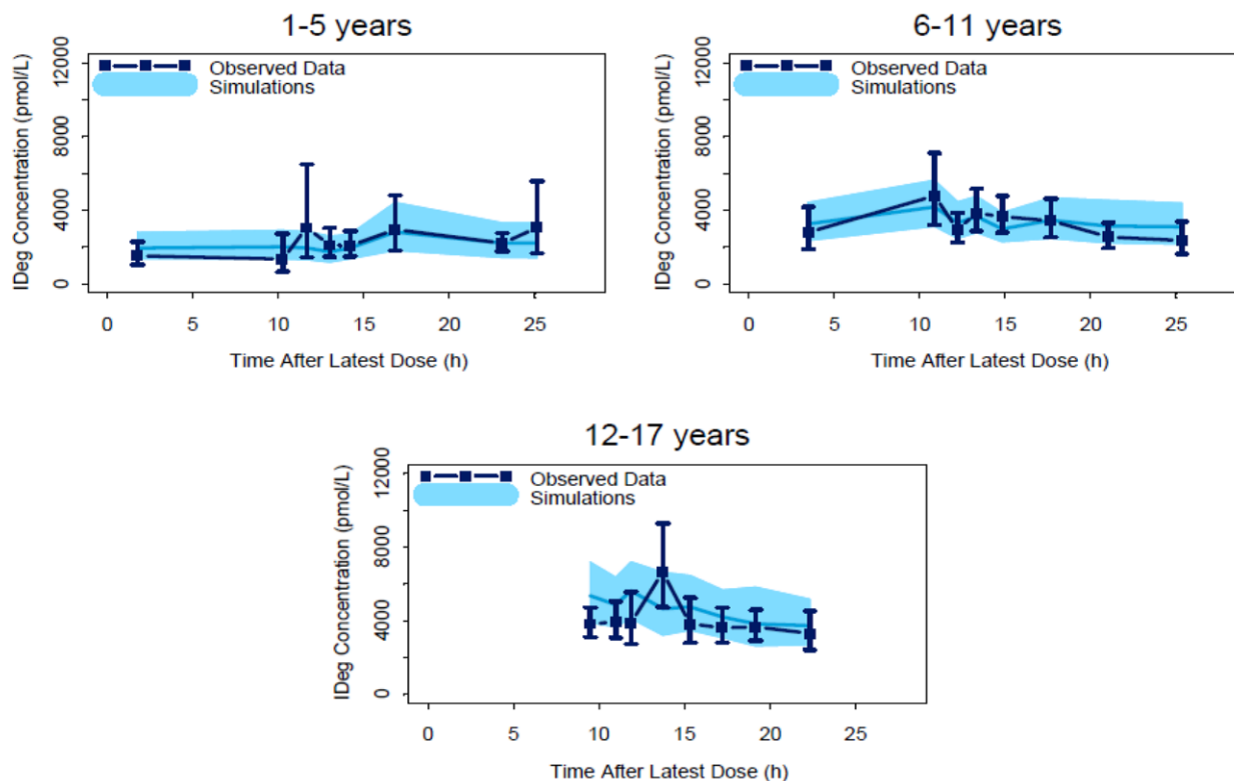 1-5 years
IDeg Concentration (pmol/L)
12000
8000
4000
0
Observed Data
Simulations
0 5 10 15 20 25
Time After Latest Dose (h)
6-11 years
IDeg Concentration (pmol/L)
12000
8000
4000
0
Observed Data
Simulations
0 5 10 15 20 25
Time After Latest Dose (h)
12-17 years
IDeg Concentration (pmol/L)
12000
8000
4000
0
Observed Data
Simulations
0 5 10 15 20 25
Time After Latest Dose (h)